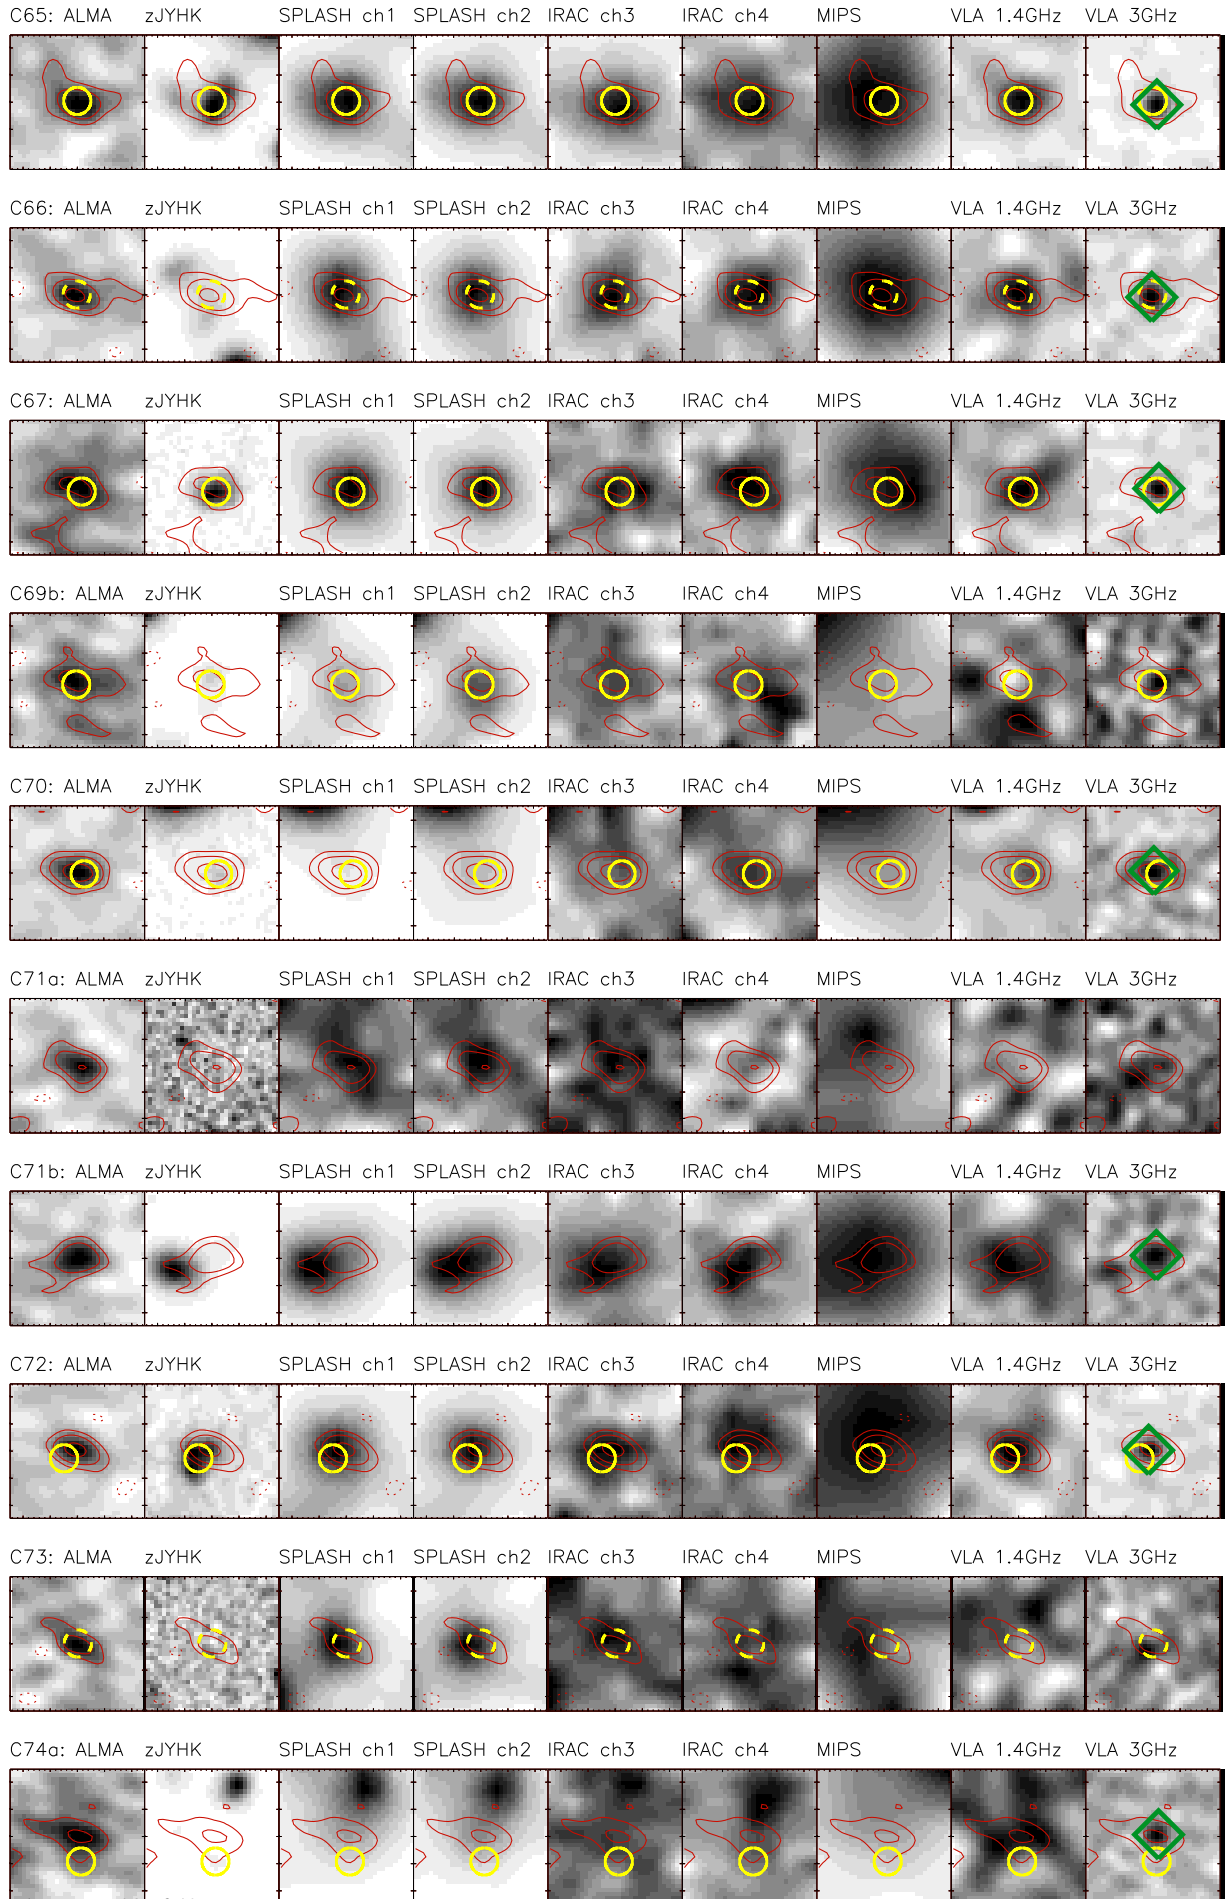 C65: ALMA zJYHK SPLASH ch1 SPLASH ch2 IRAC ch3 IRAC ch4 MIPS VLA 1.4GHz VLA 3GHz
C66: ALMA zJYHK SPLASH ch1 SPLASH ch2 IRAC ch3 IRAC ch4 MIPS VLA 1.4GHz VLA 3GHz
C67: ALMA zJYHK SPLASH ch1 SPLASH ch2 IRAC ch3 IRAC ch4 MIPS VLA 1.4GHz VLA 3GHz
C69b: ALMA zJYHK SPLASH ch1 SPLASH ch2 IRAC ch3 IRAC ch4 MIPS VLA 1.4GHz VLA 3GHz
C70: ALMA zJYHK SPLASH ch1 SPLASH ch2 IRAC ch3 IRAC ch4 MIPS VLA 1.4GHz VLA 3GHz
C71a: ALMA zJYHK SPLASH ch1 SPLASH ch2 IRAC ch3 IRAC ch4 MIPS VLA 1.4GHz VLA 3GHz
C71b: ALMA zJYHK SPLASH ch1 SPLASH ch2 IRAC ch3 IRAC ch4 MIPS VLA 1.4GHz VLA 3GHz
C72: ALMA zJYHK SPLASH ch1 SPLASH ch2 IRAC ch3 IRAC ch4 MIPS VLA 1.4GHz VLA 3GHz
C73: ALMA zJYHK SPLASH ch1 SPLASH ch2 IRAC ch3 IRAC ch4 MIPS VLA 1.4GHz VLA 3GHz
C74a: ALMA zJYHK SPLASH ch1 SPLASH ch2 IRAC ch3 IRAC ch4 MIPS VLA 1.4GHz VLA 3GHz